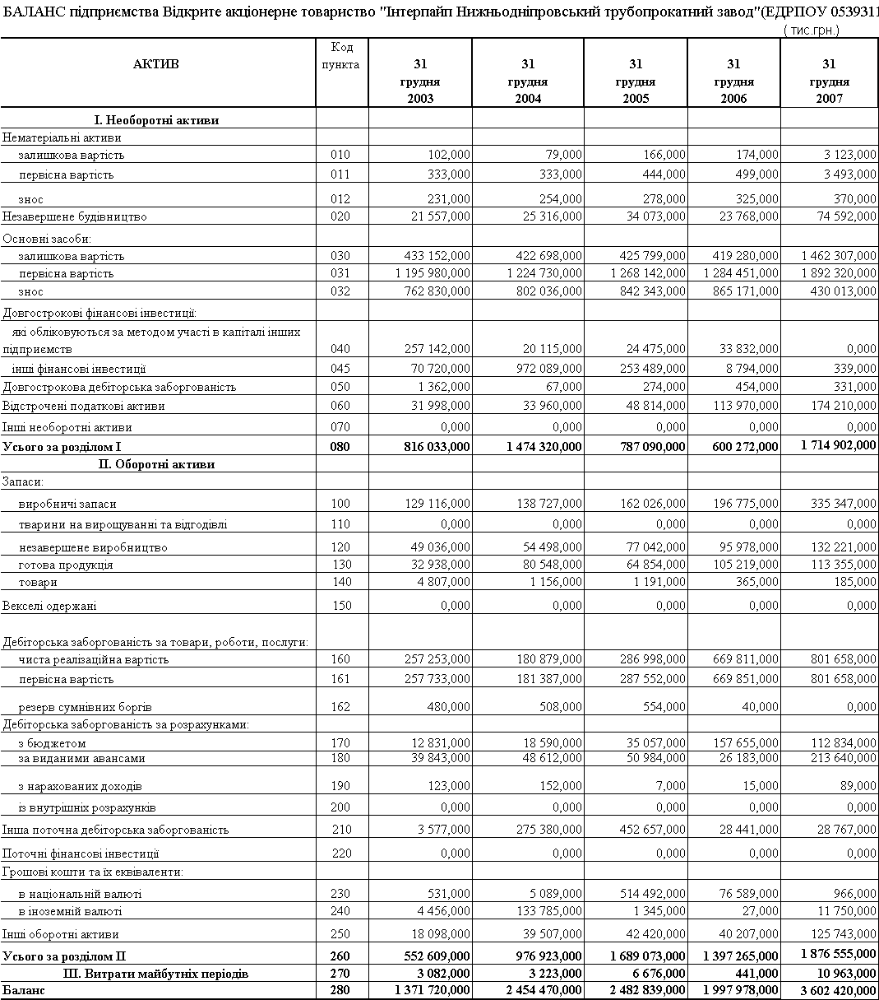 БАЛАНС підприємства Відкрите акціонерне товариство "Інтерпайп Нижньодніпровський трубопрокатний завод"(ЕДРПОУ 0539311
( тис.грн.)
АКТИВ Код пункта 31 грудня 2003 31 грудня 2004 31 грудня 2005 31 грудня 2006 31 грудня 2007
І. Необоротні активи
Нематеріальні активи
залишкова вартість 010 102,000 79,000 166,000 174,000 3 123,000
первісна вартість 011 333,000 333,000 444,000 499,000 3 493,000
знос 012 231,000 254,000 278,000 325,000 370,000
Незавершене будівництво 020 21 557,000 25 316,000 34 073,000 23 768,000 74 592,000
Основні засоби:
залишкова вартість 030 433 152,000 422 698,000 425 799,000 419 280,000 1 462 307,000
первісна вартість 031 1 195 980,000 1 224 730,000 1 268 142,000 1 284 451,000 1 892 320,000
знос 032 762 830,000 802 036,000 842 343,000 865 171,000 430 013,000
Довгострокові фінансові інвестиції:
які обліковуються за методом участі в капіталі інших
підприємств 040 257 142,000 20 115,000 24 475,000 33 832,000 0,000
інші фінансові інвестиції 045 70 720,000 972 089,000 253 489,000 8 794,000 339,000
Довгострокова дебіторська заборгованість 050 1 362,000 67,000 274,000 454,000 331,000
Відстрочені податкові активи 060 31 998,000 33 960,000 48 814,000 113 970,000 174 210,000
Інші необоротні активи 070 0,000 0,000 0,000 0,000 0,000
Усього за розділом І 080 816 033,000 1 474 320,000 787 090,000 600 272,000 1 714 902,000
ІІ. Оборотні активи
Запаси:
виробничі запаси 100 129 116,000 138 727,000 162 026,000 196 775,000 335 347,000
тварини на вирощуванні та відгодівлі 110 0,000 0,000 0,000 0,000 0,000
незавершене виробництво 120 49 036,000 54 498,000 77 042,000 95 978,000 132 221,000
готова продукція 130 32 938,000 80 548,000 64 854,000 105 219,000 113 355,000
товари 140 4 807,000 1 156,000 1 191,000 365,000 185,000
Векселі одержані 150 0,000 0,000 0,000 0,000 0,000
Дебіторська заборгованість за товари, роботи, послуги:
чиста реалізаційна вартість 160 257 253,000 180 879,000 286 998,000 669 811,000 801 658,000
первісна вартість 161 257 733,000 181 387,000 287 552,000 669 851,000 801 658,000
резерв сумнівних боргів 162 480,000 508,000 554,000 40,000 0,000
Дебіторська заборгованість за розрахунками:
з бюджетом 170 12 831,000 18 590,000 35 057,000 157 655,000 112 834,000
за виданими авансами 180 39 843,000 48 612,000 50 984,000 26 183,000 213 640,000
з нарахованих доходів 190 123,000 152,000 7,000 15,000 89,000
із внутрішніх розрахунків 200 0,000 0,000 0,000 0,000 0,000
Інша поточна дебіторська заборгованість 210 3 577,000 275 380,000 452 657,000 28 441,000 28 767,000
Поточні фінансові інвестиції 220 0,000 0,000 0,000 0,000 0,000
Грошові кошти та їх еквіваленти:
в національній валюті 230 531,000 5 089,000 514 492,000 76 589,000 966,000
в іноземній валюті 240 4 456,000 133 785,000 1 345,000 27,000 11 750,000
Інші оборотні активи 250 18 098,000 39 507,000 42 420,000 40 207,000 125 743,000
Усього за розділом ІІ 260 552 609,000 976 923,000 1 689 073,000 1 397 265,000 1 876 555,000
ІІІ. Витрати майбутніх періодів 270 3 082,000 3 223,000 6 676,000 441,000 10 963,000
Баланс 280 1 371 720,000 2 454 470,000 2 482 839,000 1 997 978,000 3 602 420,000